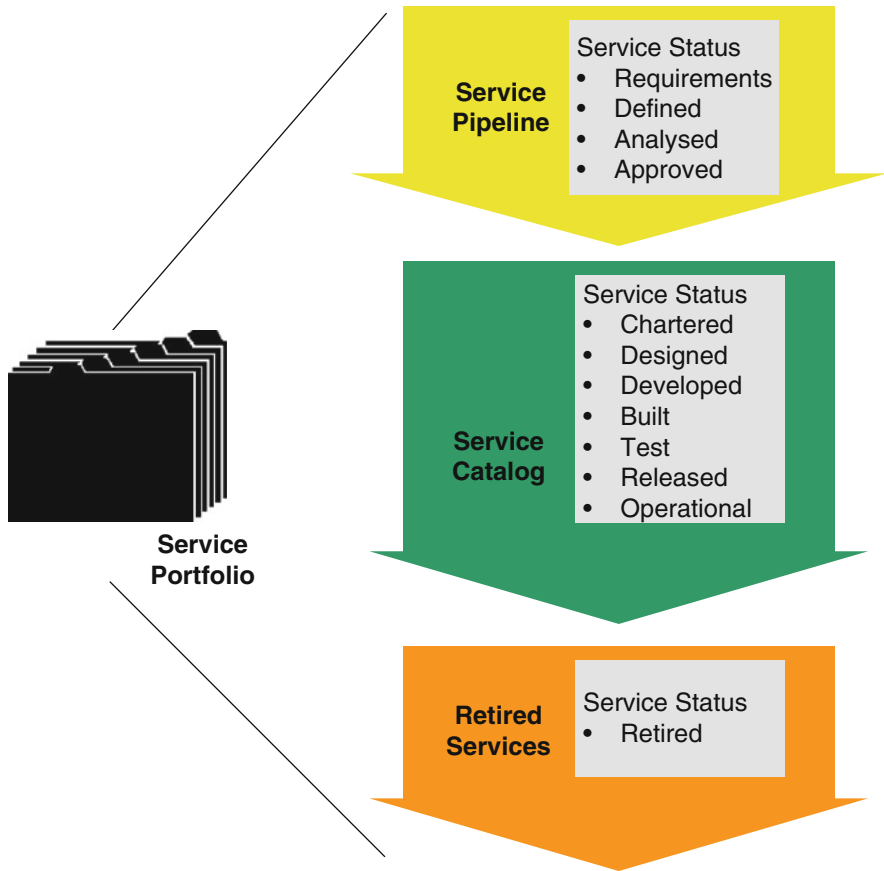 Service
Pipeline
Service Status
• Requirements
• Defined
• Analysed
• Approved
Service
Portfolio
Service
Catalog
Service Status
• Chartered
• Designed
• Developed
• Built
• Test
• Released
• Operational
Retired
Services
Service Status
• Retired